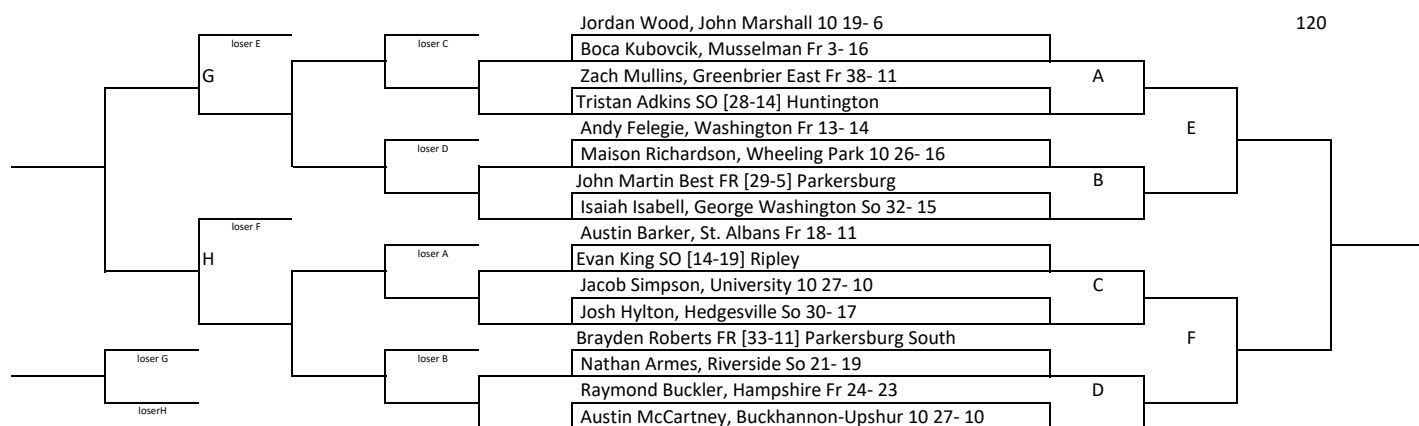 Jordan Wood, John Marshall 10 19- 6
120
loser E
loser C
Boca Kubovcik, Musselman Fr 3- 16
G
Zach Mullins, Greenbrier East Fr 38- 11
A
Tristan Adkins SO [28-14] Huntington
Andy Felegie, Washington Fr 13- 14
E
loser D
Maison Richardson, Wheeling Park 10 26- 16
John Martin Best FR [29-5] Parkersburg
B
Isaiah Isabell, George Washington So 32- 15
loser F
Austin Barker, St. Albans Fr 18- 11
H
loser A
Evan King SO [14-19] Ripley
Jacob Simpson, University 10 27- 10
C
Josh Hylton, Hedgesville So 30- 17
Brayden Roberts FR [33-11] Parkersburg South
F
loser G
loser B
Nathan Armes, Riverside So 21- 19
Raymond Buckler, Hampshire Fr 24- 23
D
loserH
Austin McCartney, Buckhannon-Upshur 10 27- 10